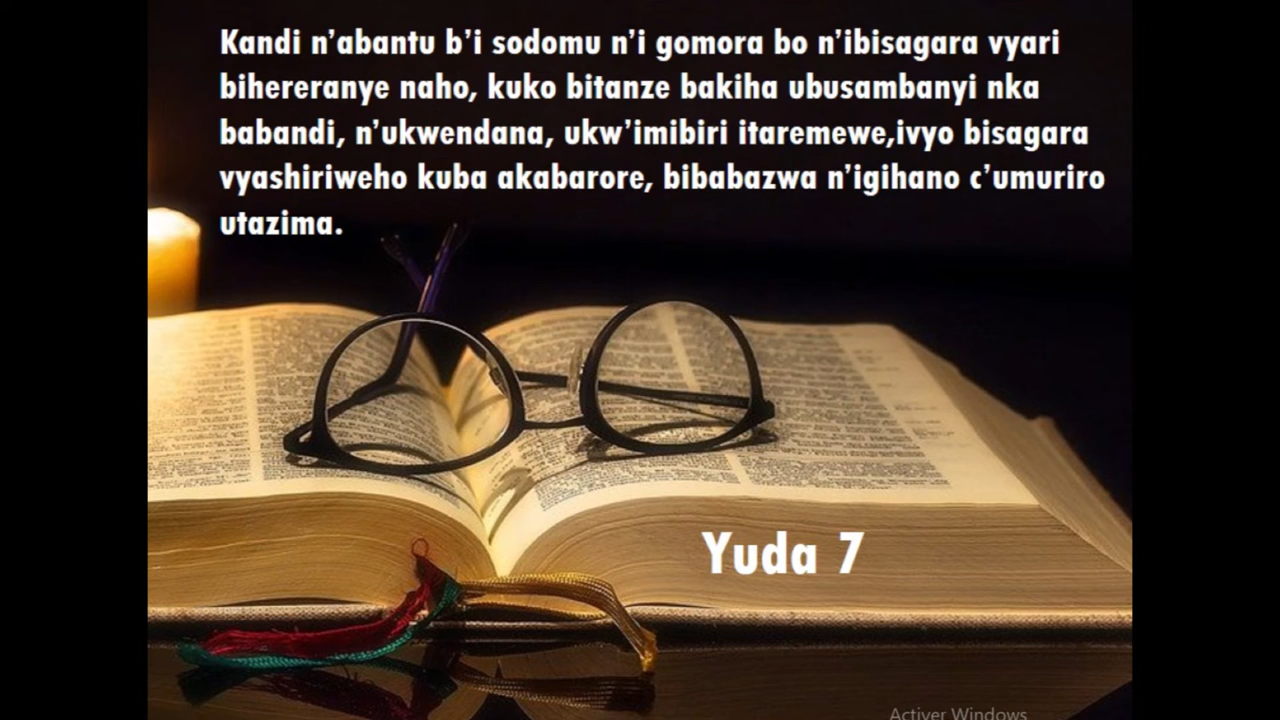 Kandi n'abantu b'i sodomu n'i gomora bo n'ibisagara vyari
bihereranye naho, kuko bitanze bakiha ubusambanyi nka
babandi, n'ukwendana, ukw'imibiri itaremewe,ivyo bisagara
vyashiriweho kuba akabarore, bibabazwa n'igihano c'umuriro
utazima.
Yuda 7
Activer Windows